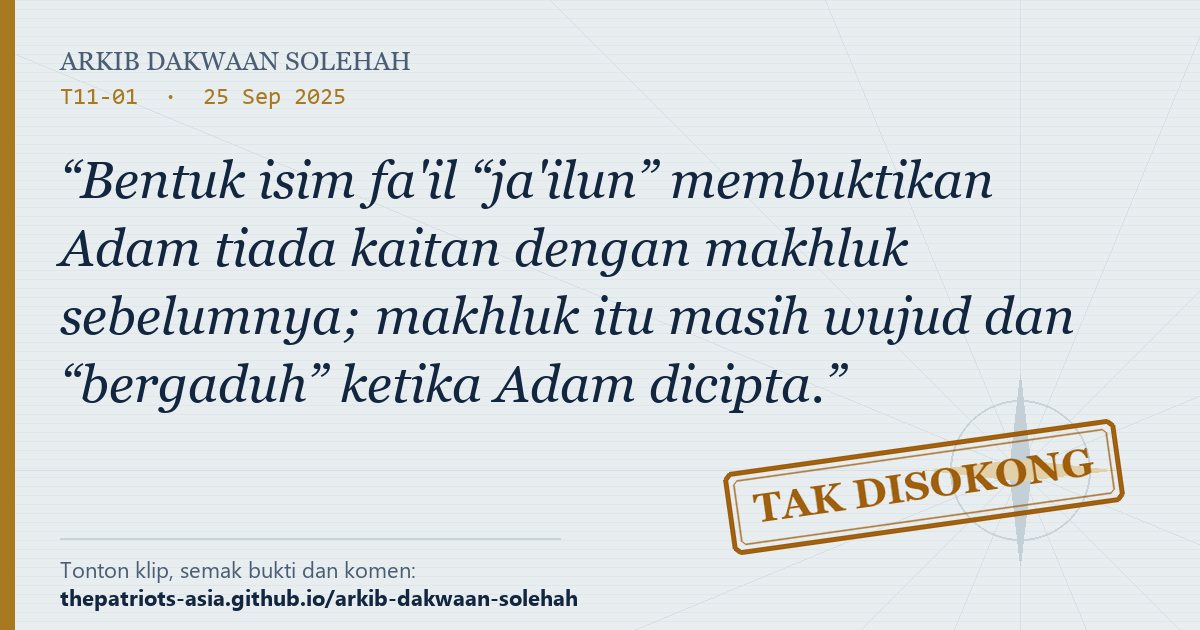 ARKIB DAKWAAN SOLEHAH
T11-01 · 25 Sep 2025
“Bentuk isim fa'il “ja'ilun” membuktikan
Adam tiada kaitan dengan makhluk
sebelumnya; makhluk itu masih wujud dan
“bergaduh” ketika Adam dicipta.”
TAK DISOKONG
Tonton klip, semak bukti dan komen:
thepatriots-asia.github.io/arkib-dakwaan-solehah